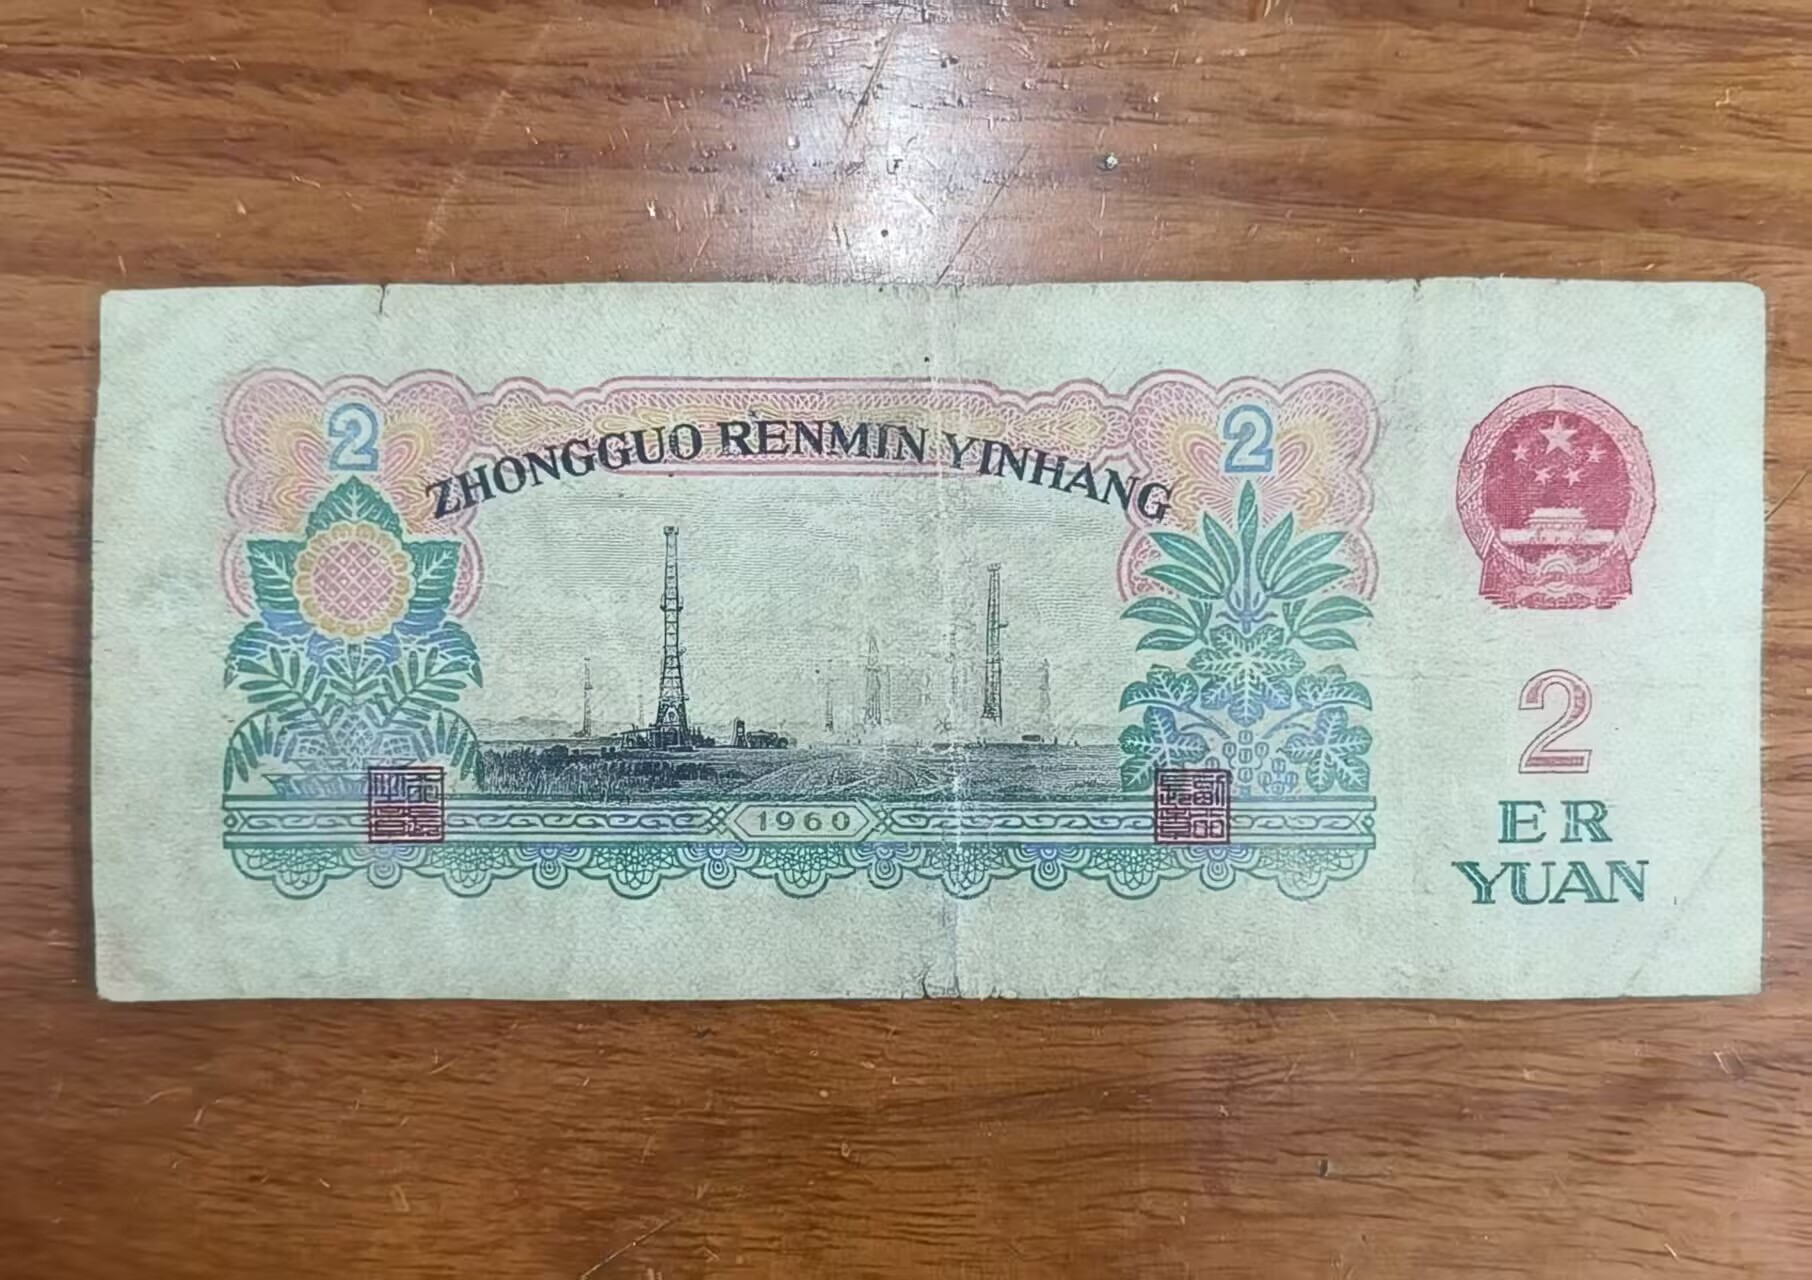 2
2
ZHONGGUO RENMIN YINHANG
1960
2
ER
YUAN